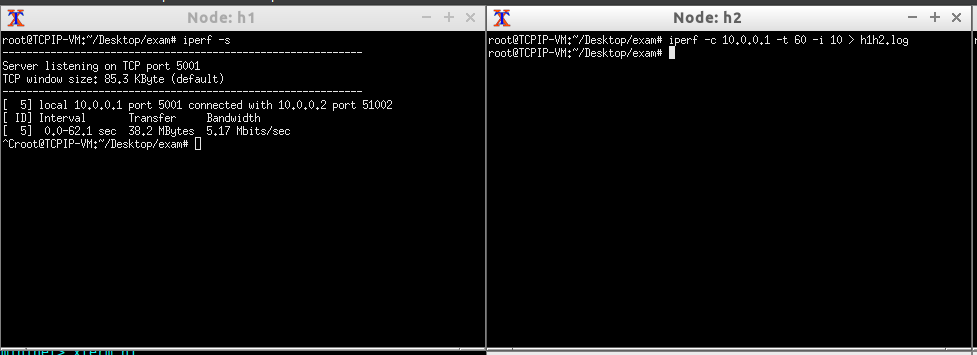 Node: h1
root@TCPIP-VM:~/Desktop/exam# iperf -s
------------------------------------------------------------
Server listening on TCP port 5001
TCP window size: 85.3 KByte (default)
------------------------------------------------------------
[  5] local 10.0.0.1 port 5001 connected with 10.0.0.2 port 51002
[ ID] Interval       Transfer     Bandwidth
[  5]  0.0-62.1 sec  38.2 MBytes  5.17 Mbits/sec
^Croot@TCPIP-VM:~/Desktop/exam#
Node: h2
root@TCPIP-VM:~/Desktop/exam# iperf -c 10.0.0.1 -t 60 -i 10 > h1h2.log
root@TCPIP-VM:~/Desktop/exam#
mininet> xterm h1